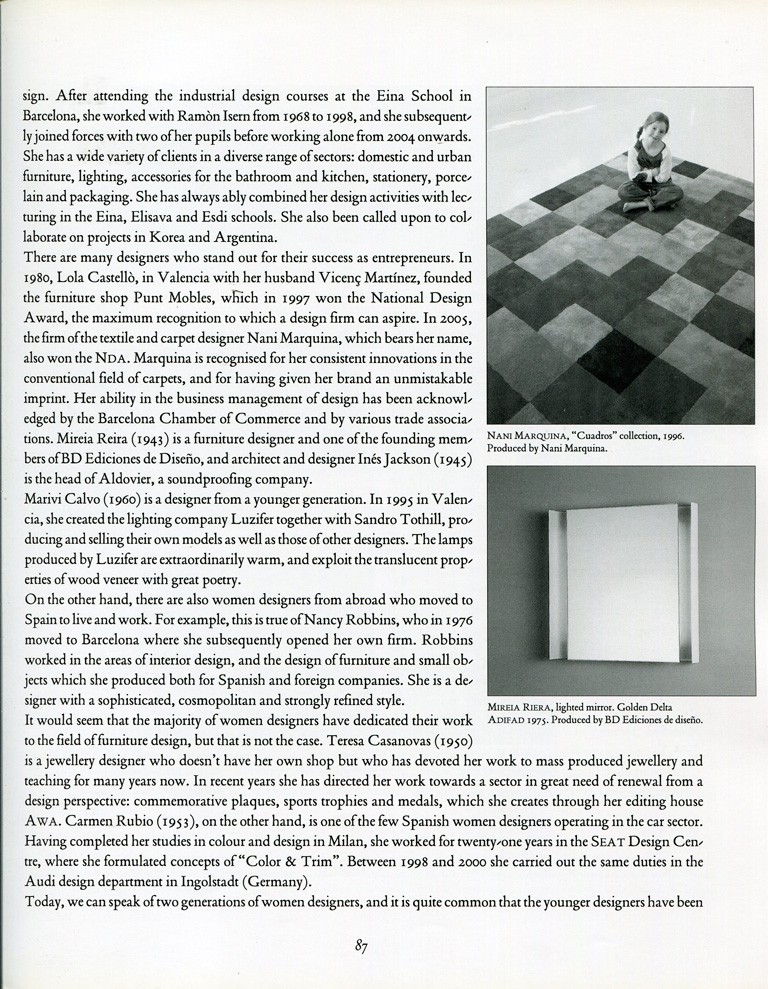 sign. After attending the industrial design courses at the Eina School in
Barcelona, she worked with Ramòn Isern from 1968 to 1998, and she subsequent-
ly joined forces with two of her pupils before working alone from 2004 onwards.
She has a wide variety of clients in a diverse range of sectors: domestic and urban
furniture, lighting, accessories for the bathroom and kitchen, stationery, porce-
lain and packaging. She has always ably combined her design activities with lec-
turing in the Eina, Elisava and Esdi schools. She also been called upon to col-
laborate on projects in Korea and Argentina.
There are many designers who stand out for their success as entrepreneurs. In
1980, Lola Castellò, in Valencia with her husband Vicenç Martínez, founded
the furniture shop Punt Mobles, which in 1997 won the National Design
Award, the maximum recognition to which a design firm can aspire. In 2005,
the firm of the textile and carpet designer Nani Marquina, which bears her name,
also won the NDA. Marquina is recognised for her consistent innovations in the
conventional field of carpets, and for having given her brand an unmistakable
imprint. Her ability in the business management of design has been acknowl-
edged by the Barcelona Chamber of Commerce and by various trade associa-
tions. Mireia Reira (1943) is a furniture designer and one of the founding mem-
bers of BD Ediciones de Diseño, and architect and designer Inés Jackson (1945)
is the head of Aldovier, a soundproofing company.
Marivi Calvo (1960) is a designer from a younger generation. In 1995 in Valen-
cia, she created the lighting company Luzifer together with Sandro Tothill, pro-
ducing and selling their own models as well as those of other designers. The lamps
produced by Luzifer are extraordinarily warm, and exploit the translucent prop-
erties of wood veneer with great poetry.
On the other hand, there are also women designers from abroad who moved to
Spain to live and work. For example, this is true of Nancy Robbins, who in 1976
moved to Barcelona where she subsequently opened her own firm. Robbins
worked in the areas of interior design, and the design of furniture and small ob-
jects which she produced both for Spanish and foreign companies. She is a de-
signer with a sophisticated, cosmopolitan and strongly refined style.
It would seem that the majority of women designers have dedicated their work
to the field of furniture design, but that is not the case. Teresa Casanovas (1950)
is a jewellery designer who doesn't have her own shop but who has devoted her work to mass produced jewellery and
teaching for many years now. In recent years she has directed her work towards a sector in great need of renewal from a
design perspective: commemorative plaques, sports trophies and medals, which she creates through her editing house
AWA. Carmen Rubio (1953), on the other hand, is one of the few Spanish women designers operating in the car sector.
Having completed her studies in colour and design in Milan, she worked for twenty-one years in the SEAT Design Cen-
tre, where she formulated concepts of "Color & Trim". Between 1998 and 2000 she carried out the same duties in the
Audi design department in Ingolstadt (Germany).
Today, we can speak of two generations of women designers, and it is quite common that the younger designers have been
NANI MARQUINA, "Cuadros" collection, 1996.
Produced by Nani Marquina.
MIREIA RIERA, lighted mirror. Golden Delta
ADIFAD 1975. Produced by BD Ediciones de diseño.
87